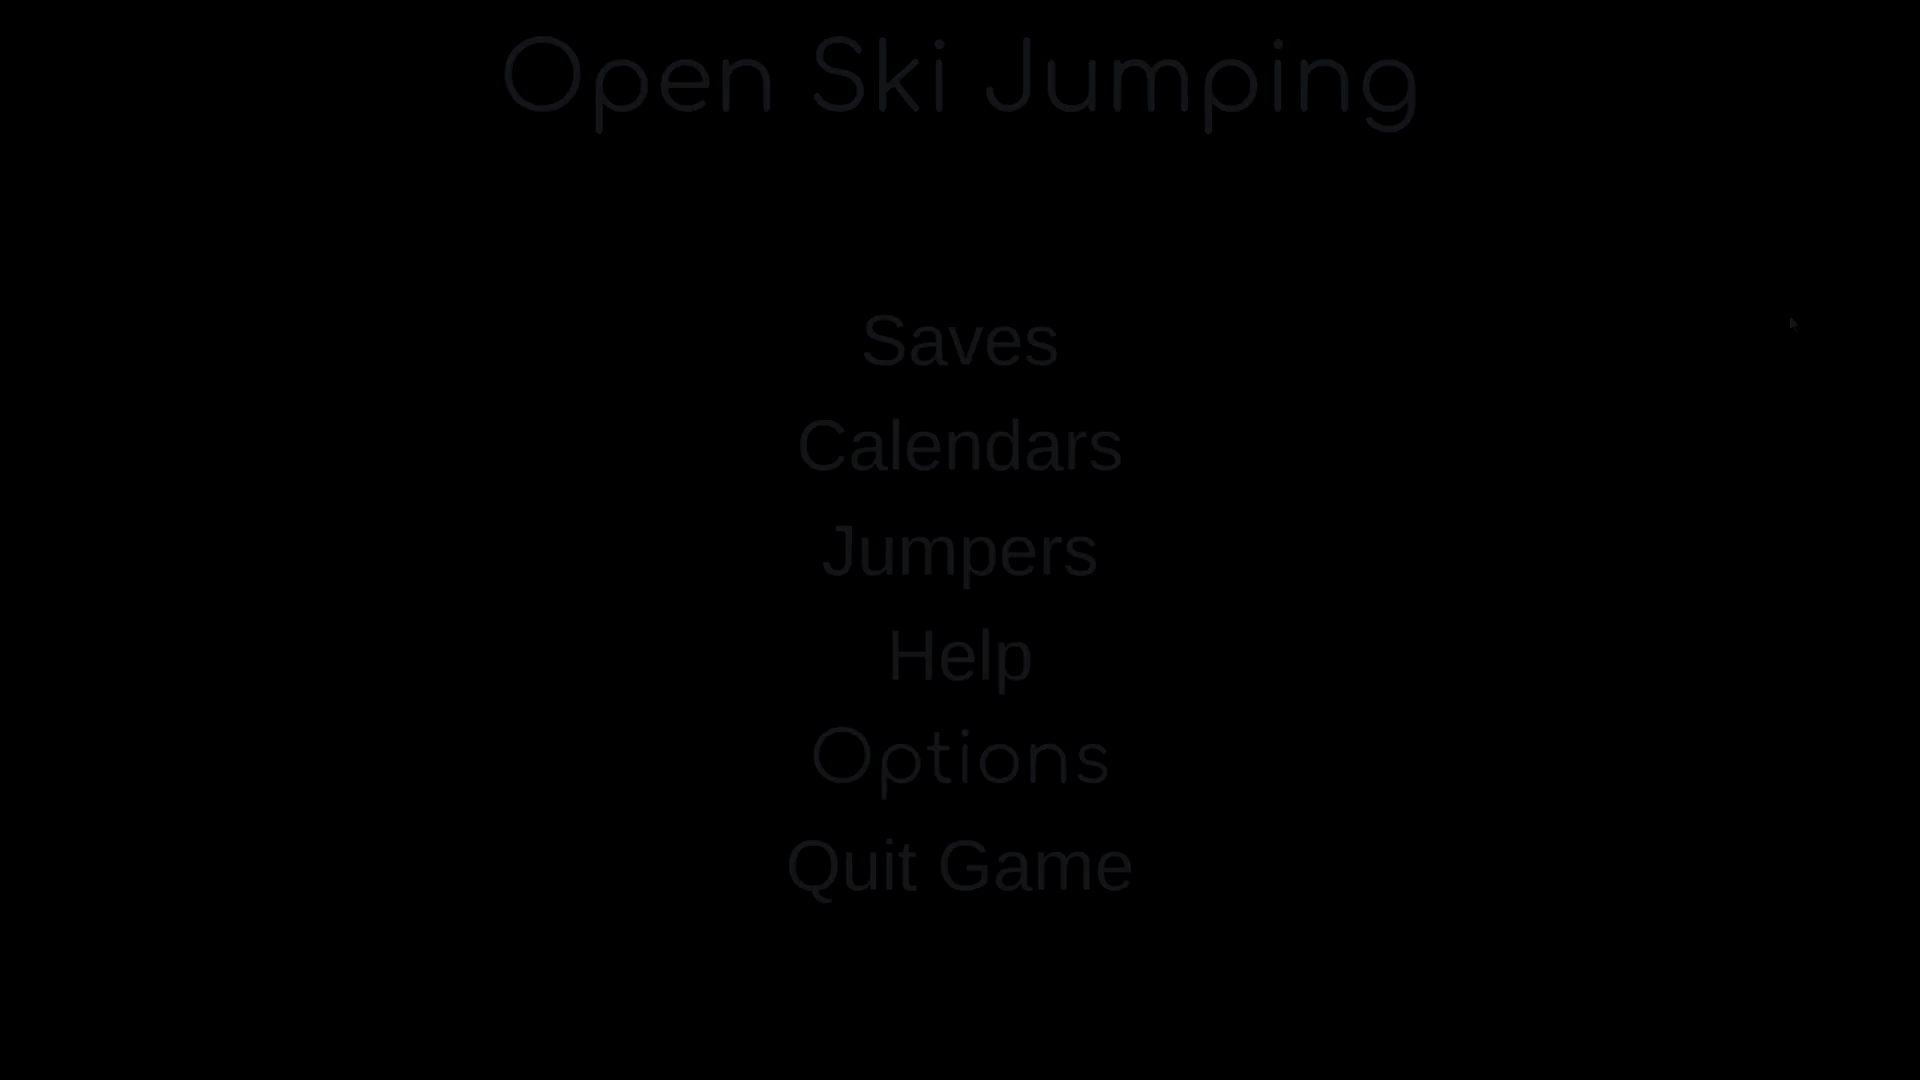 Open Ski Jumping
Saves
Calendars
Jumpers
Help
Options
Quit Game